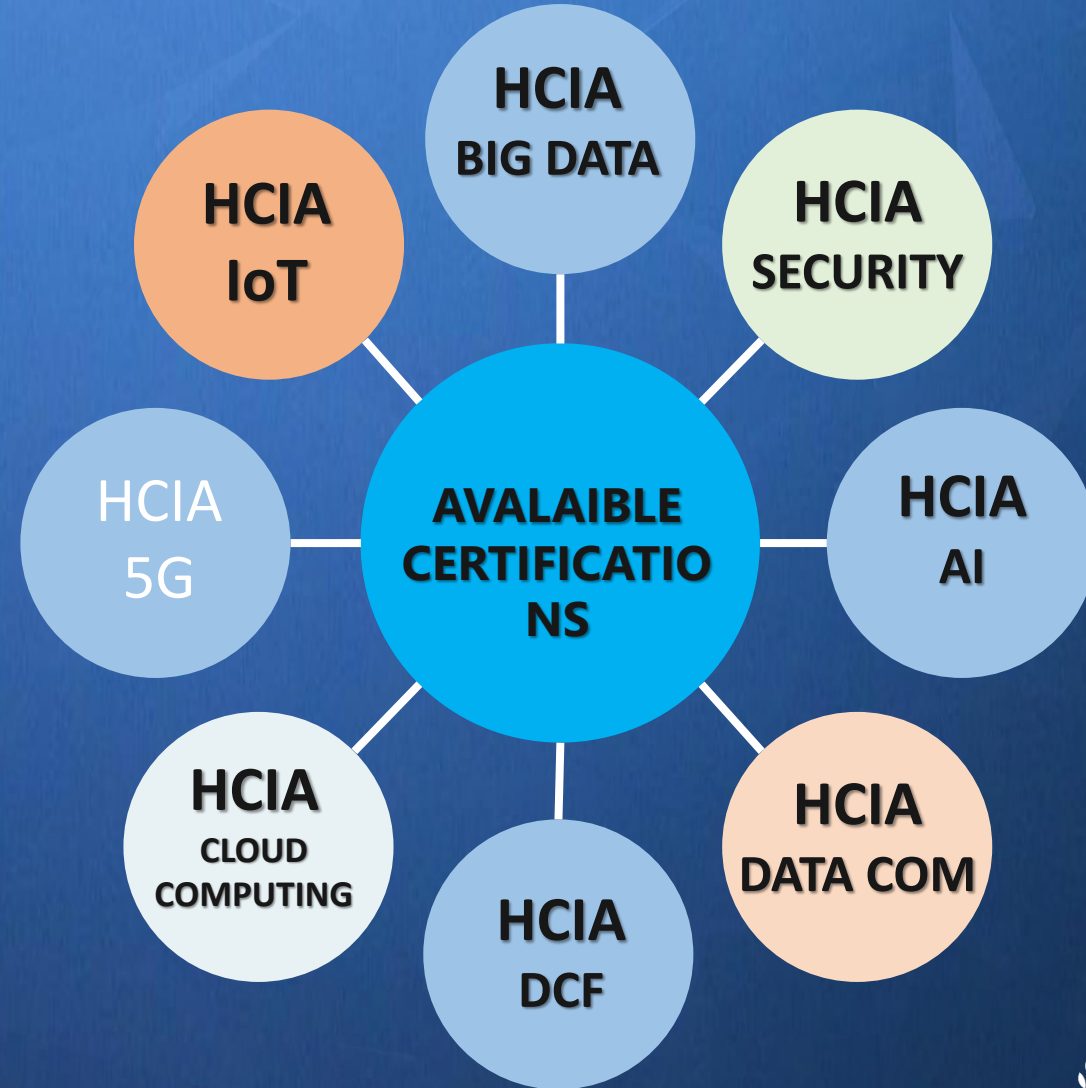 HCIA
BIG DATA
HCIA
IoT
HCIA
SECURITY
HCIA
5G
AVALAIBLE
CERTIFICATIO
NS
HCIA
AI
HCIA
CLOUD
COMPUTING
HCIA
DATA COM
HCIA
DCF